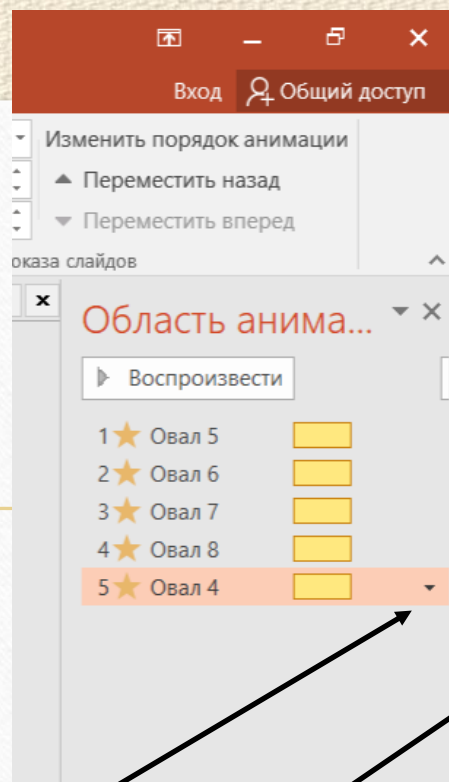 Вход Общий доступ
Изменить порядок анимации
Переместить назад
Переместить вперед
оказа слайдов
Область анима...
Воспроизвести
1 Овал 5
2 Овал 6
3 Овал 7
4 Овал 8
5 Овал 4